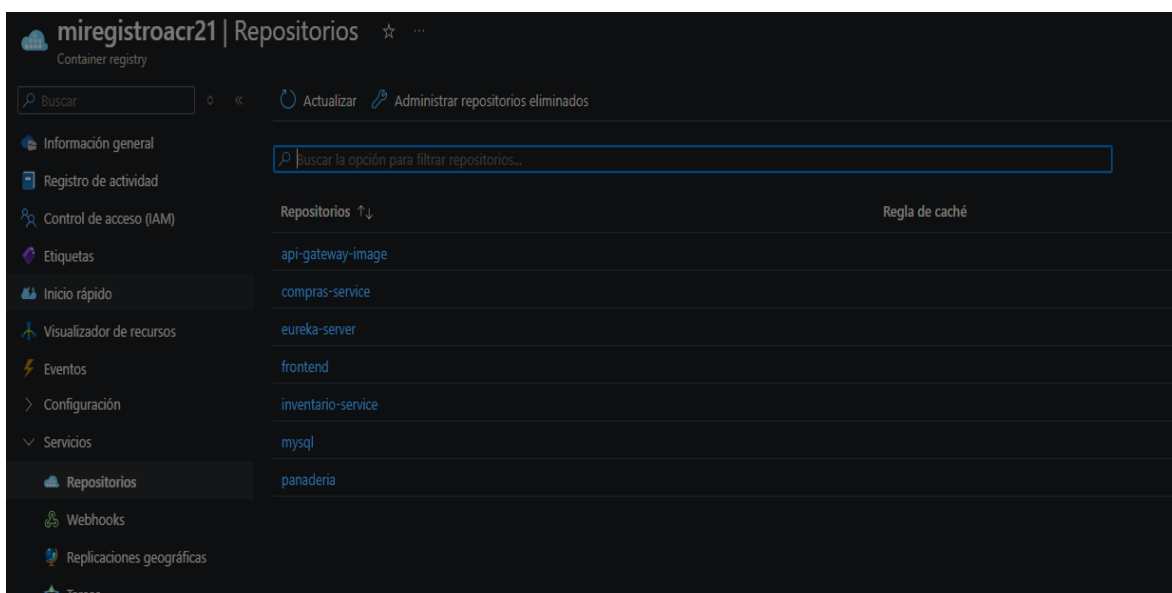 miregistroacr21 | Repositorios
Container registry
Buscar
Actualizar
Administrar repositorios eliminados
Información general
Registro de actividad
Control de acceso (IAM)
Etiquetas
Inicio rápido
Visualizador de recursos
Eventos
Configuración
Servicios
Repositorios
Webhooks
Replicaciones geográficas
Buscar la opción para filtrar repositorios...
Repositorios
Regla de caché
api-gateway-image
compras-service
eureka-server
frontend
inventario-service
mysql
panaderia